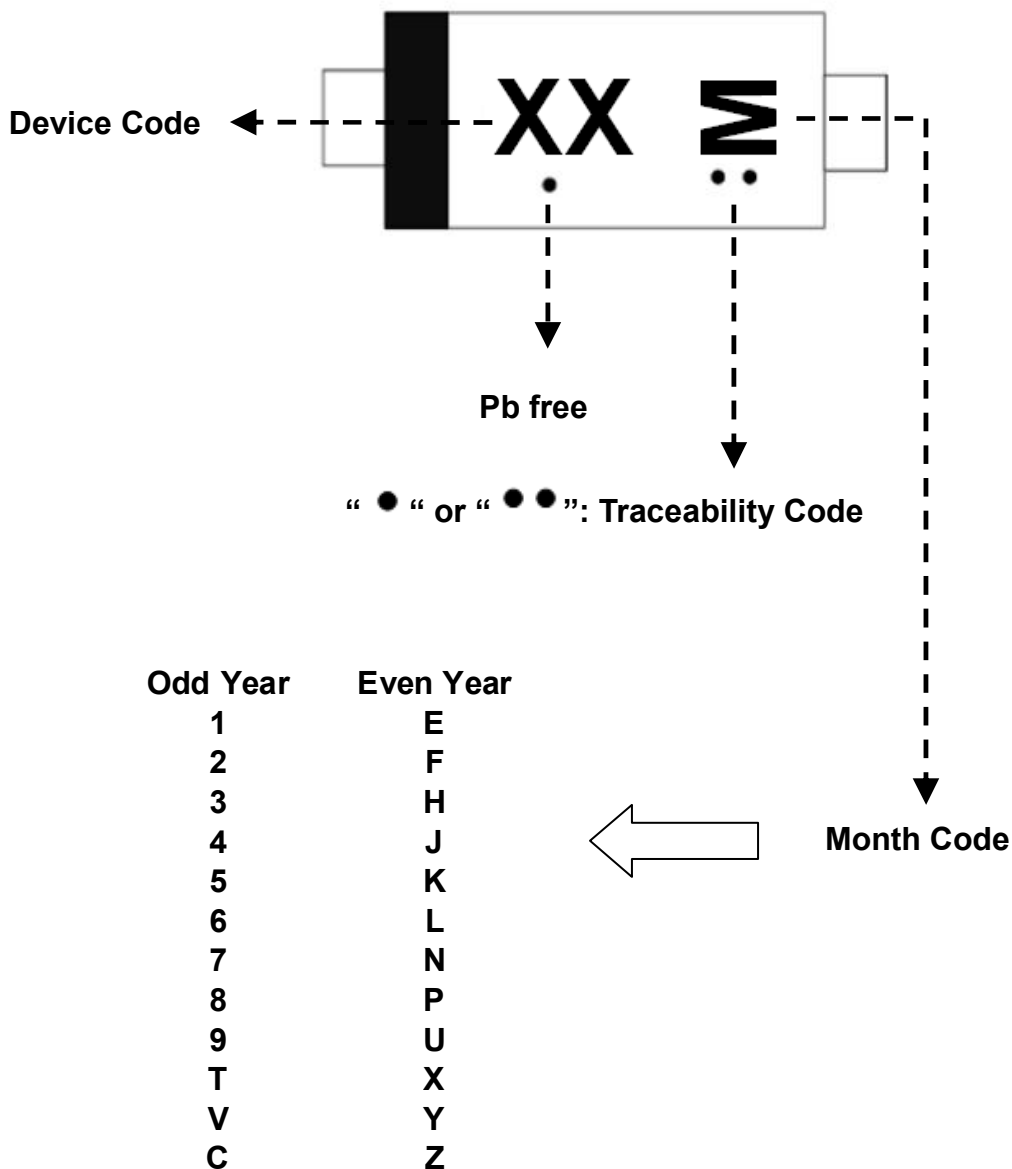 XX M
Device Code
Pb free
“ • “ or “ • • ”: Traceability Code
Odd Year Even Year
1 E
2 F
3 H
4 J
5 K
6 L
7 N
8 P
9 U
T X
V Y
C Z
Month Code